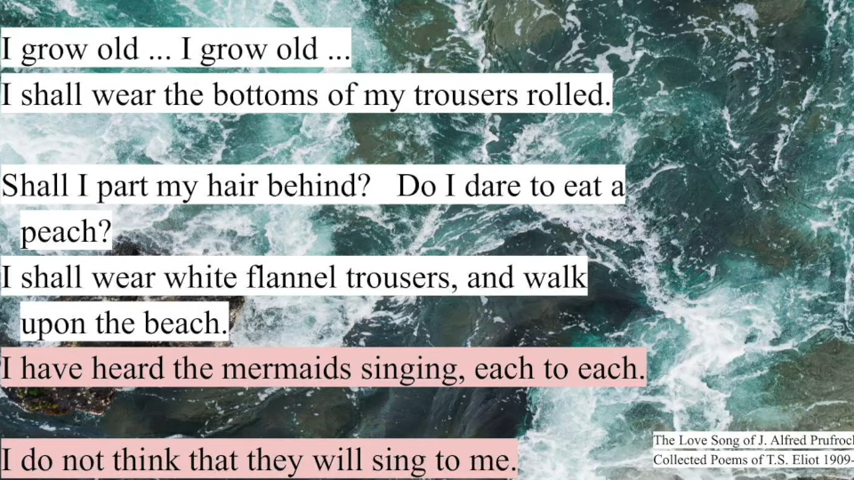 I grow old ... I grow old ...
I shall wear the bottoms of my trousers rolled.
Shall I part my hair behind? Do I dare to eat a
peach?
I shall wear white flannel trousers, and walk
upon the beach.
I have heard the mermaids singing, each to each.
I do not think that they will sing to me.
The Love Song of J. Alfred Prufrock
Collected Poems of T.S. Eliot 1909-